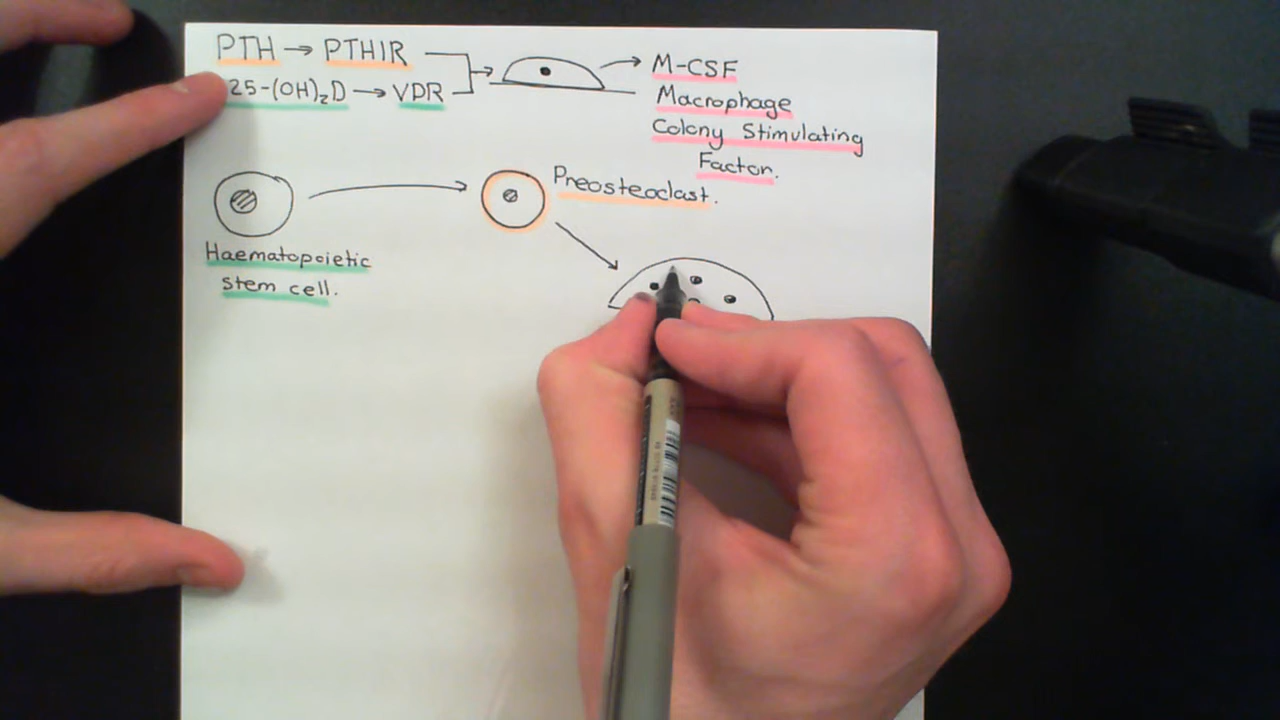 PTH → PTH1R
25-(OH)₂D → VDR
→ M-CSF
Macrophage
Colony Stimulating
Factor.
Preosteoclast.
Haematopoietic
stem cell.